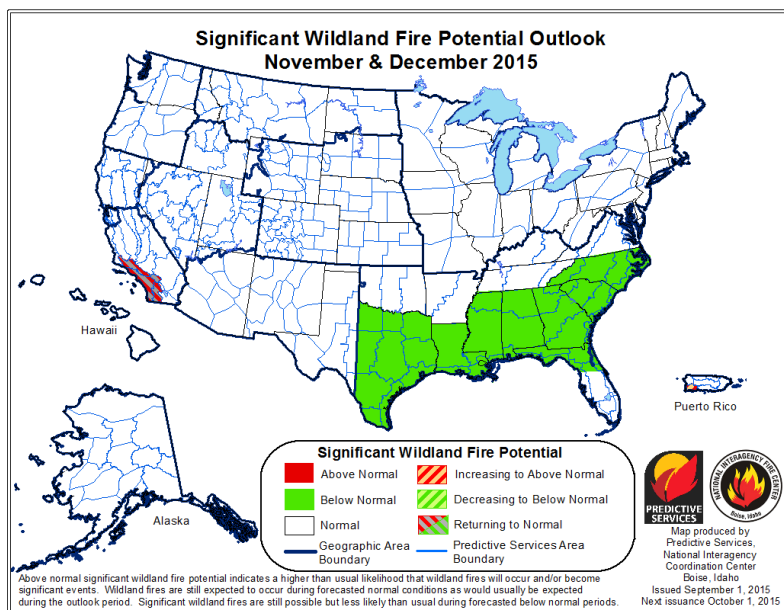 Significant Wildland Fire Potential Outlook
November & December 2015
Hawaii
Puerto Rico
Alaska
Significant Wildland Fire Potential
Above Normal
Increasing to Above Normal
Below Normal
Decreasing to Below Normal
Normal
Returning to Normal
Geographic Area
Boundary
Predictive Services Area
Boundary
PREDICTIVE
SERVICES
NATIONAL INTERAGENCY FIRE CENTER
Boise, Idaho
Map produced by
Predictive Services,
National Interagency
Coordination Center
Boise, Idaho
Issued September 1, 2015
Next issuance October 1, 2015
Above normal significant wildland fire potential indicates a higher than usual likelihood that wildland fires will occur and/or become
significant events.  Wildland fires are still expected to occur during forecasted normal conditions as would usually be expected
during the outlook period.  Significant wildland fires are still possible but less likely than usual during forecasted below normal periods.